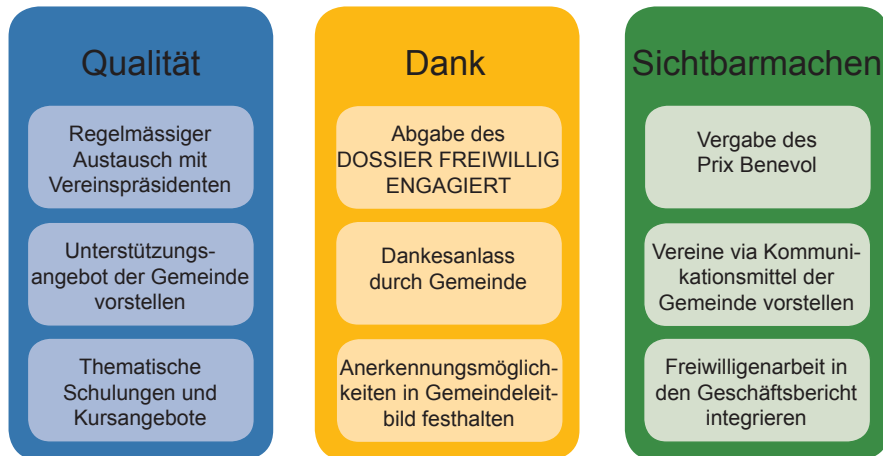 Qualität
Regelmässiger
Austausch mit
Vereinspräsidenten
Unterstützungs-
angebot der Gemeinde
vorstellen
Thematische
Schulungen und
Kursangebote
Dank
Abgabe des
DOSSIER FREIWILLIG
ENGAGIERT
Dankesanlass
durch Gemeinde
Anerkennungsmöglich-
keiten in Gemeindeleit-
bild festhalten
Sichtbarmachen
Vergabe des
Prix Benevol
Vereine via Kommuni-
kationsmittel der
Gemeinde vorstellen
Freiwilligenarbeit in
den Geschäftsbericht
integrieren